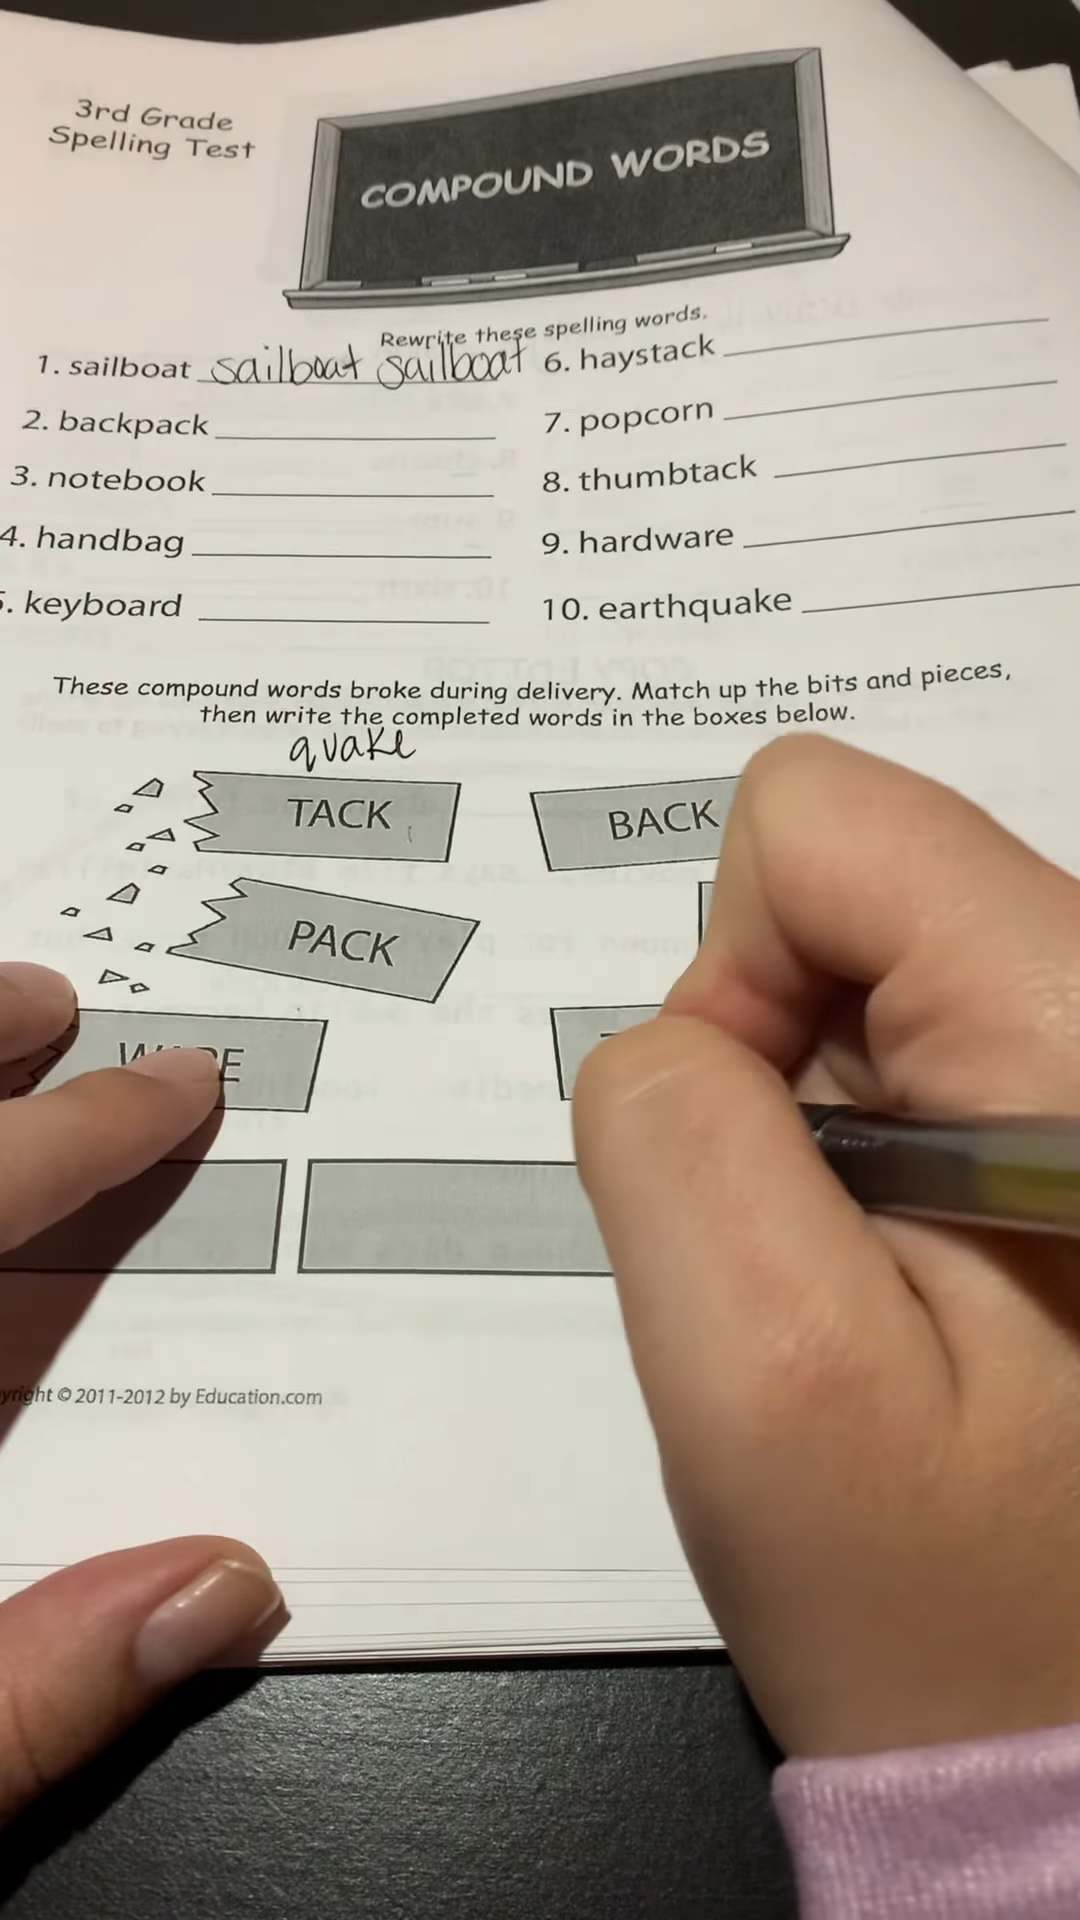 3rd Grade
Spelling Test
COMPOUND WORDS
Rewrite these spelling words.
1. sailboat sailboat sailboat
2. backpack
3. notebook
4. handbag
. keyboard
6. haystack
7. popcorn
8. thumbtack
9. hardware
10. earthquake
These compound words broke during delivery. Match up the bits and pieces,
then write the completed words in the boxes below.
quake
TACK
BACK
PACK
yright © 2011-2012 by Education.com